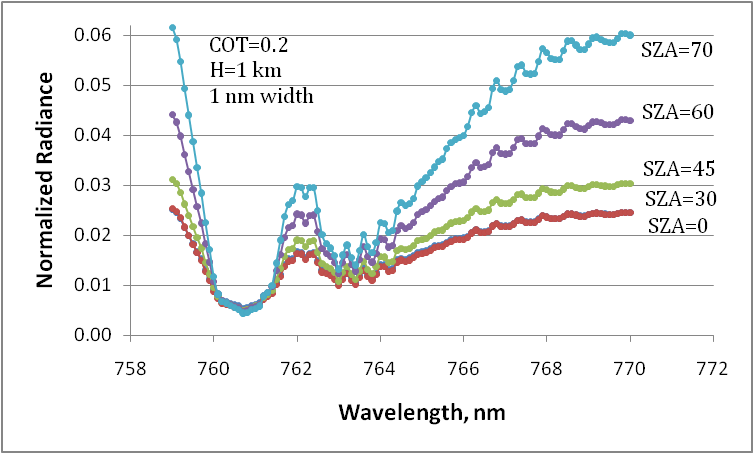 0.06
0.05
0.04
0.03
0.02
0.01
0.00
Normalized Radiance
COT=0.2
H=1 km
1 nm width
SZA=70
SZA=60
SZA=45
SZA=30
SZA=0
758 760 762 764 766 768 770 772
Wavelength, nm